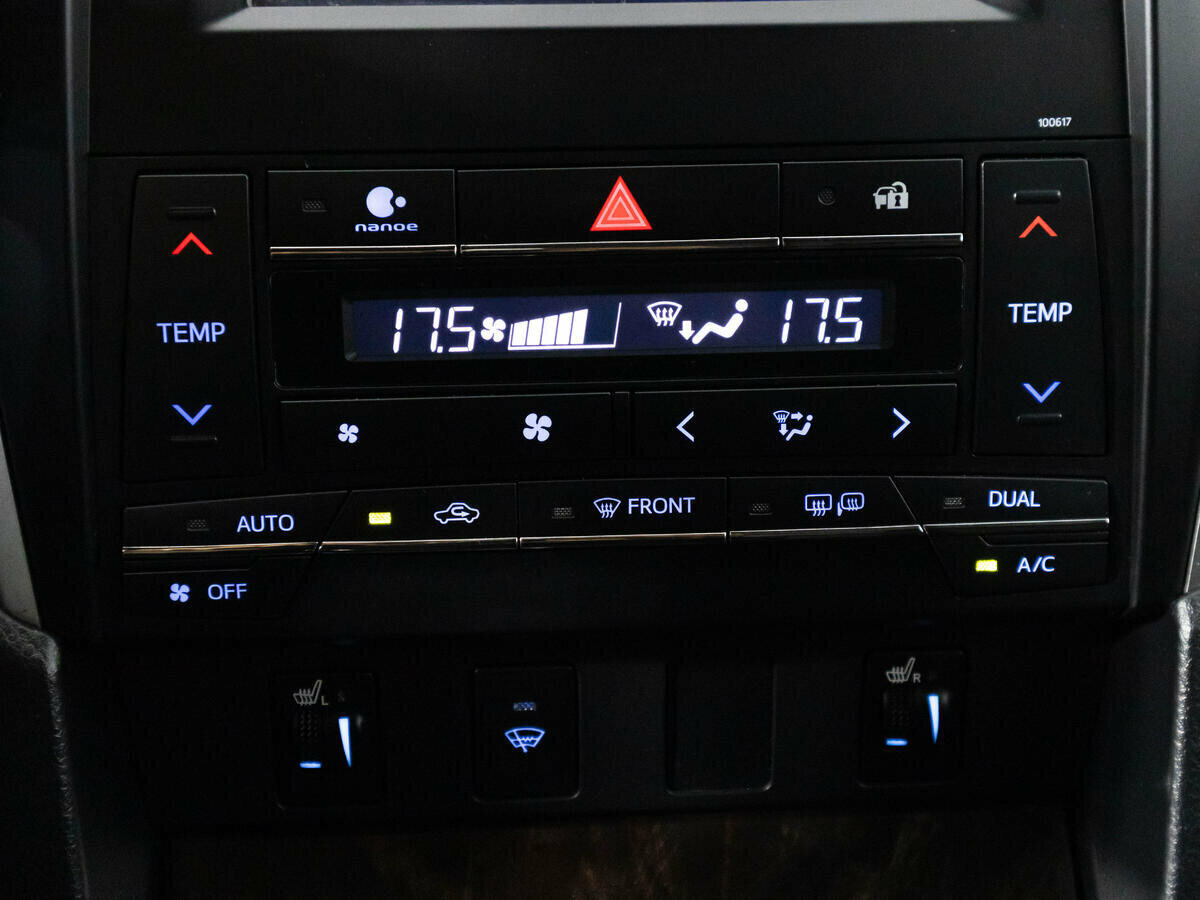 100617
nanoe
TEMP
TEMP
17.5 17.5
AUTO
FRONT
DUAL
OFF
A/C
L
R